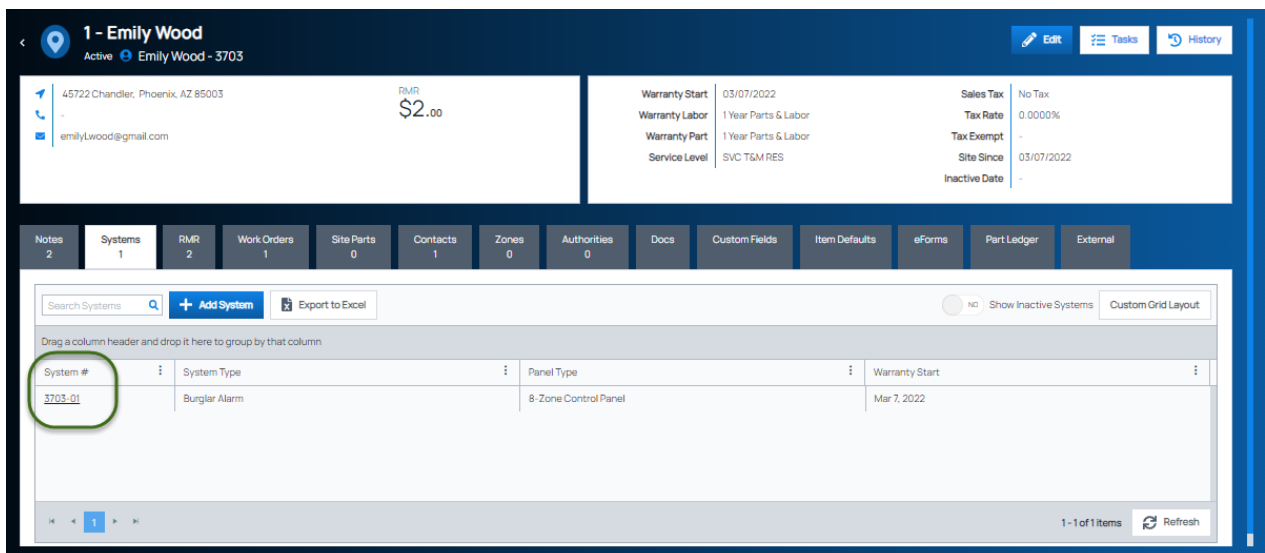 1 - Emily Wood
Active Emily Wood - 3703
Edit
Tasks
History
45722 Chandler, Phoenix, AZ 85003
-
emilyLwood@gmail.com
RMR
$2.00
Warranty Start 03/07/2022
Warranty Labor 1 Year Parts & Labor
Warranty Part 1 Year Parts & Labor
Service Level SVC T&M RES
Sales Tax No Tax
Tax Rate 0.0000%
Tax Exempt -
Site Since 03/07/2022
Inactive Date -
Notes 2
Systems 1
RMR 2
Work Orders 1
Site Parts 0
Contacts 1
Zones 0
Authorities 0
Docs
Custom Fields
Item Defaults
eForms
Part Ledger
External
Search Systems
+ Add System
Export to Excel
NO Show Inactive Systems
Custom Grid Layout
Drag a column header and drop it here to group by that column
System # System Type Panel Type Warranty Start
3703-01 Burglar Alarm 8-Zone Control Panel Mar 7, 2022
1
1 - 1 of 1 items
Refresh